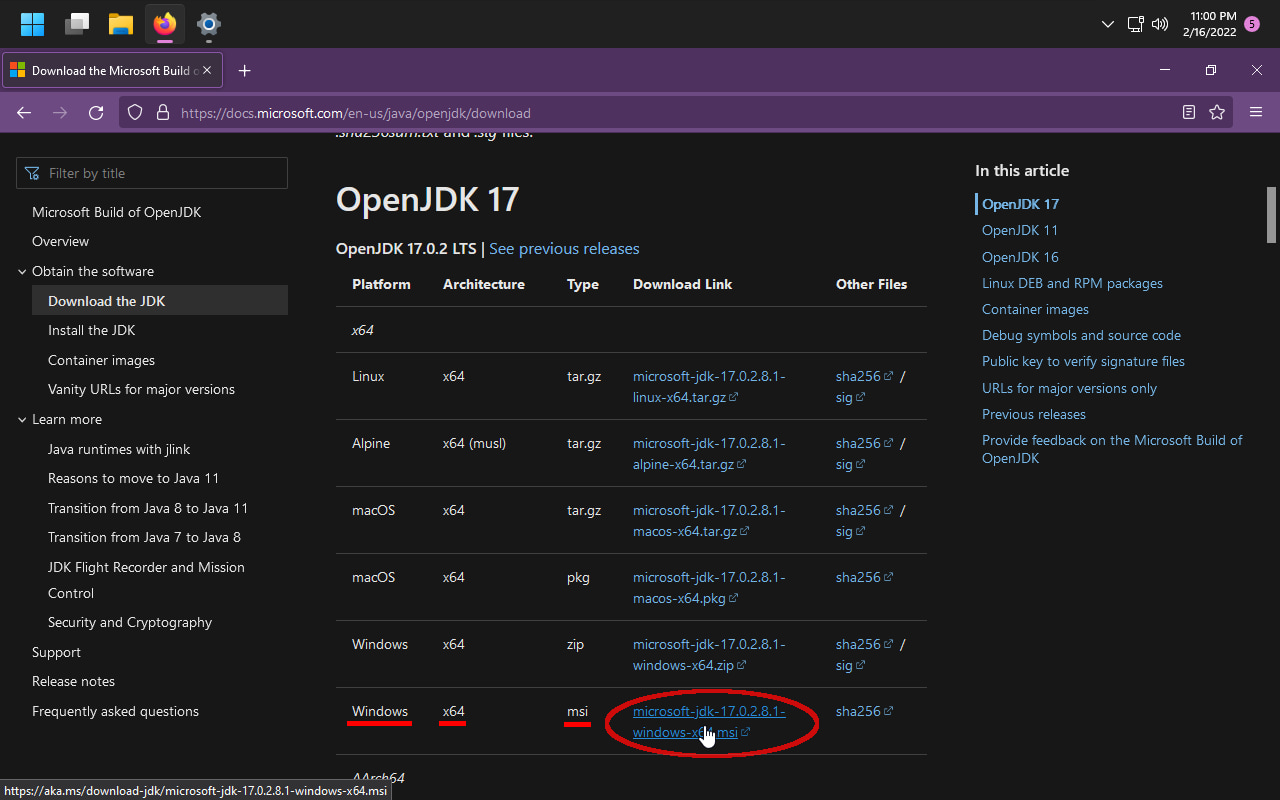 11:00 PM
2/16/2022
5
Download the Microsoft Build o
https://docs.microsoft.com/en-us/java/openjdk/download
.sha256sum.txt and .sig files.
Filter by title
Microsoft Build of OpenJDK
Overview
Obtain the software
Download the JDK
Install the JDK
Container images
Vanity URLs for major versions
Learn more
Java runtimes with jlink
Reasons to move to Java 11
Transition from Java 8 to Java 11
Transition from Java 7 to Java 8
JDK Flight Recorder and Mission
Control
Security and Cryptography
Support
Release notes
Frequently asked questions
OpenJDK 17
OpenJDK 17.0.2 LTS | See previous releases
Platform Architecture Type Download Link Other Files
x64
Linux x64 tar.gz microsoft-jdk-17.0.2.8.1- sha256 /
linux-x64.tar.gz sig
Alpine x64 (musl) tar.gz microsoft-jdk-17.0.2.8.1- sha256 /
alpine-x64.tar.gz sig
macOS x64 tar.gz microsoft-jdk-17.0.2.8.1- sha256 /
macos-x64.tar.gz sig
macOS x64 pkg microsoft-jdk-17.0.2.8.1- sha256
macos-x64.pkg
Windows x64 zip microsoft-jdk-17.0.2.8.1- sha256 /
windows-x64.zip sig
Windows x64 msi microsoft-jdk-17.0.2.8.1- sha256
windows-x64.msi
AArch64
In this article
OpenJDK 17
OpenJDK 11
OpenJDK 16
Linux DEB and RPM packages
Container images
Debug symbols and source code
Public key to verify signature files
URLs for major versions only
Previous releases
Provide feedback on the Microsoft Build of
OpenJDK
https://aka.ms/download-jdk/microsoft-jdk-17.0.2.8.1-windows-x64.msi